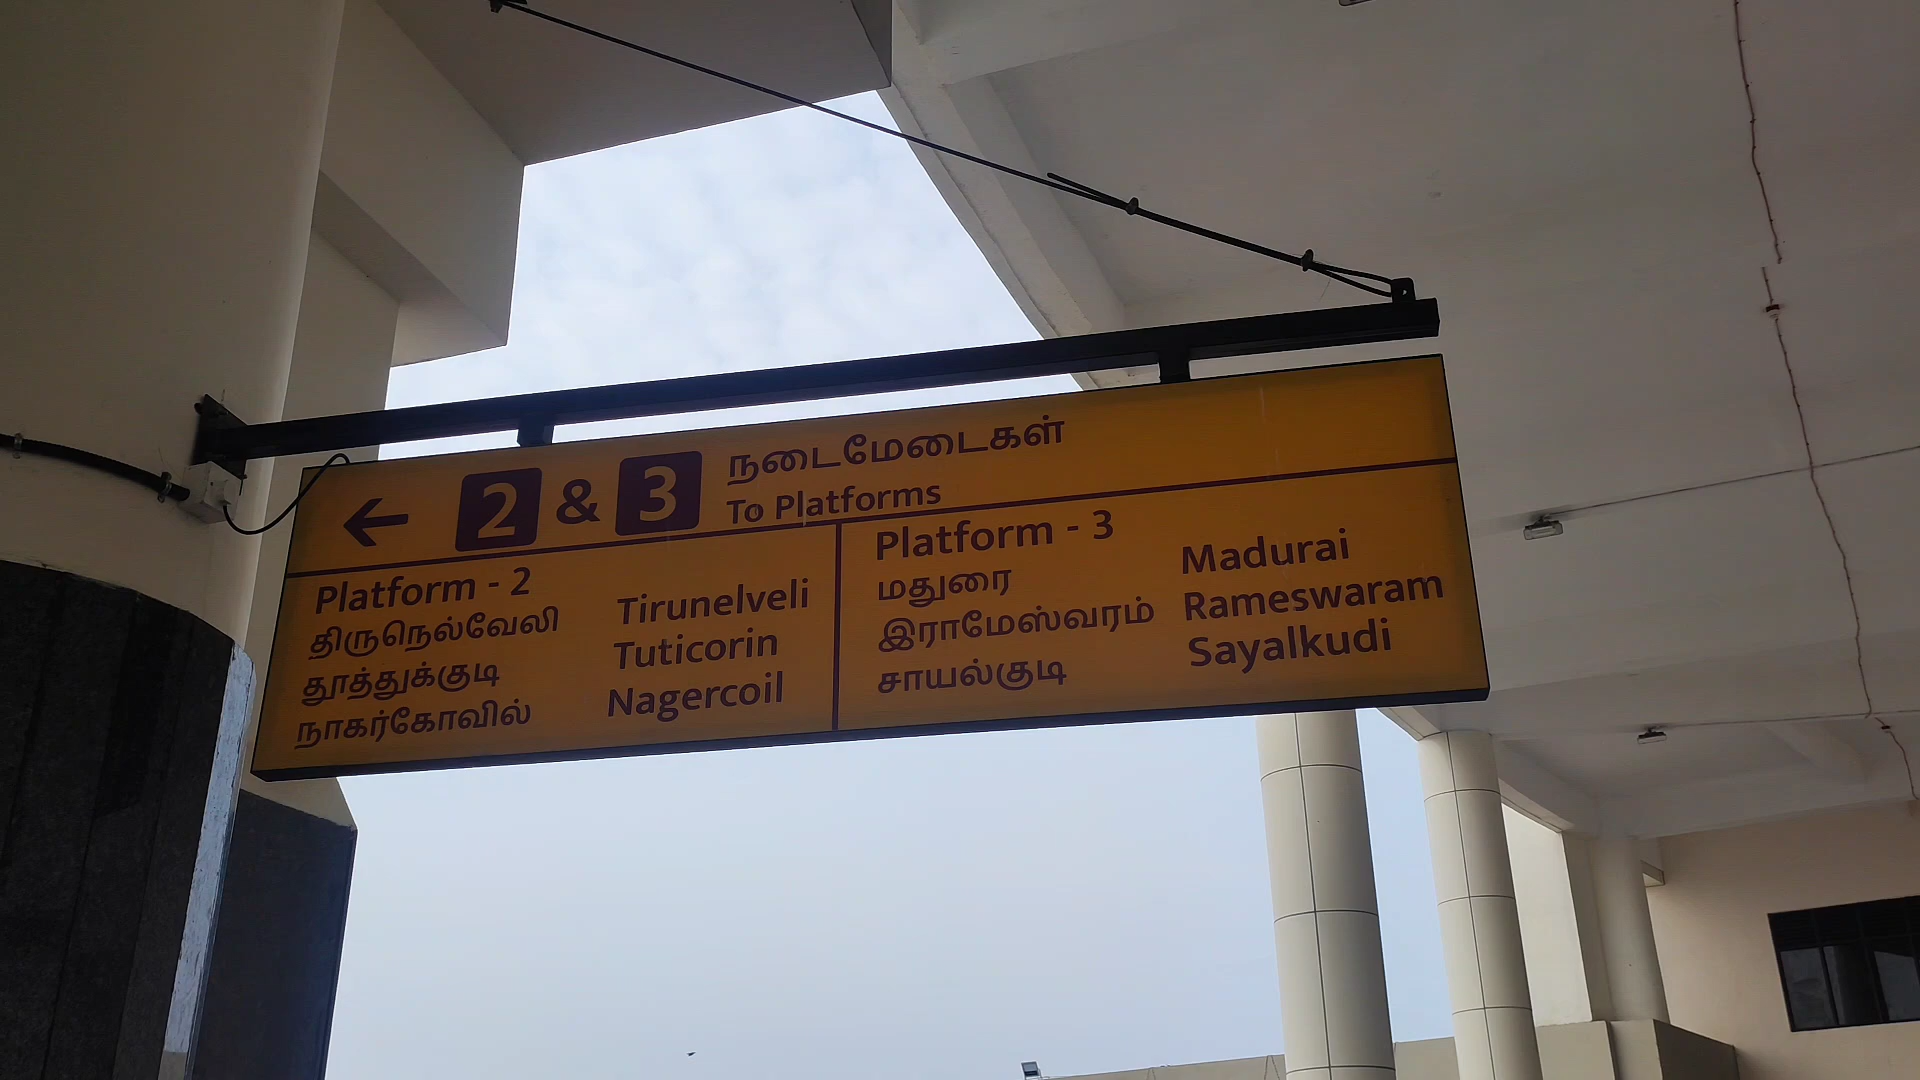 ← 2 & 3 நடைமேடைகள்
To Platforms
Platform - 2
திருநெல்வேலி Tirunelveli
தூத்துக்குடி Tuticorin
நாகர்கோவில் Nagercoil
Platform - 3
மதுரை Madurai
இராமேஸ்வரம் Rameswaram
சாயல்குடி Sayalkudi